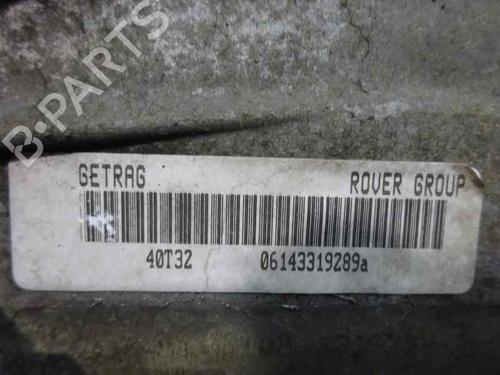 B-PARTS
GETRAG ROVER GROUP
40T32 06143319289a